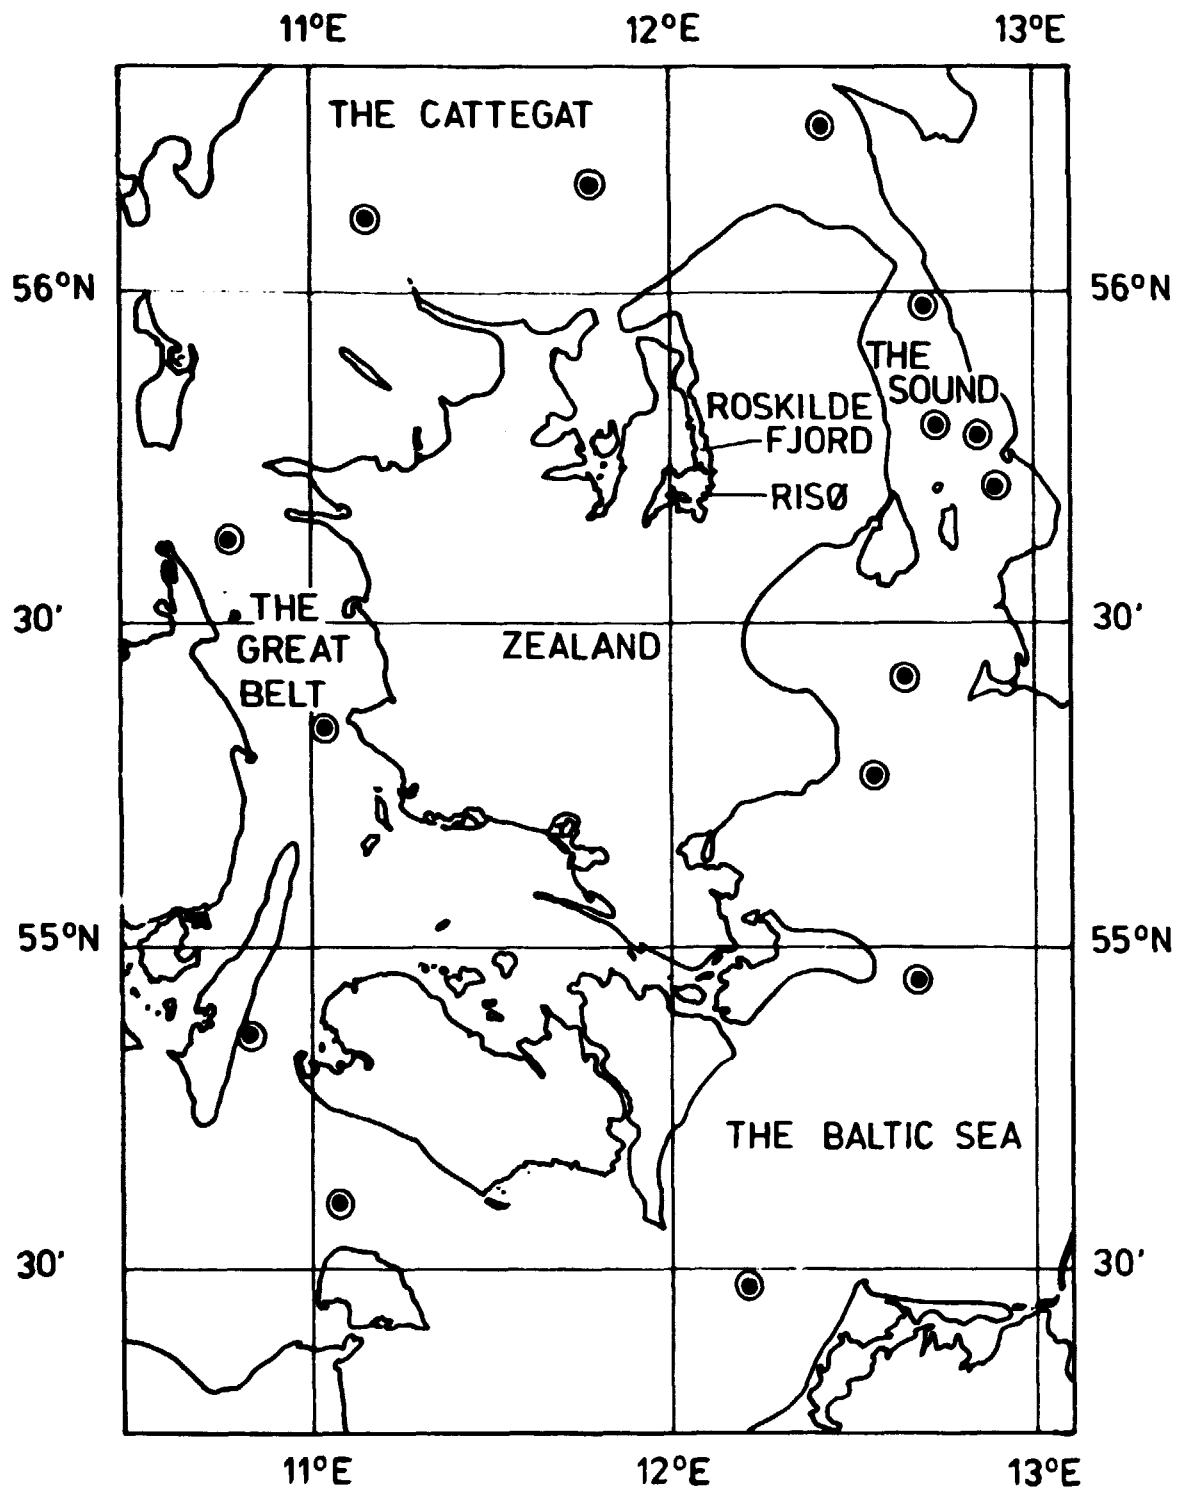 11°E 12°E 13°E
THE CATTEGAT
56°N 56°N
THE
SOUND
ROSKILDE
FJORD
RISØ
THE
30' 30'
GREAT
ZEALAND
BELT
55°N 55°N
THE BALTIC SEA
30' 30'
11°E 12°E 13°E